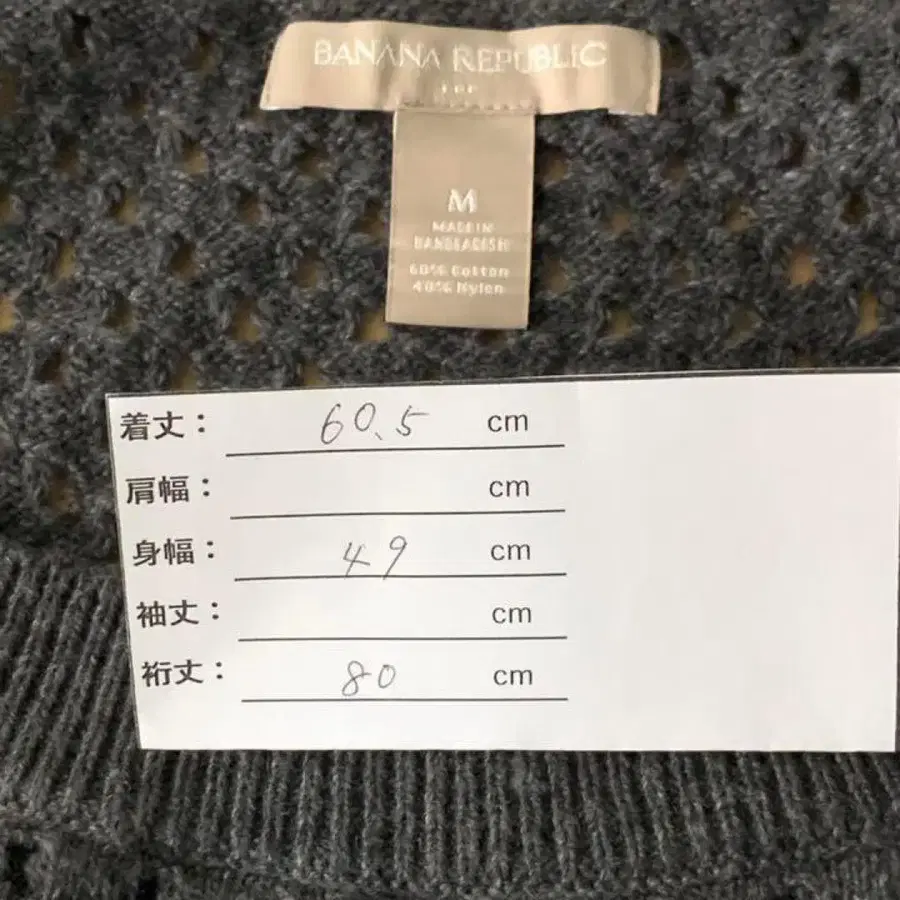 BANANA REPUBLIC
M
MADE IN
BANGLADESH
60% Cotton
40% Nylon
着丈： 60.5 cm
肩幅： cm
身幅： 49 cm
袖丈： cm
裄丈： 80 cm